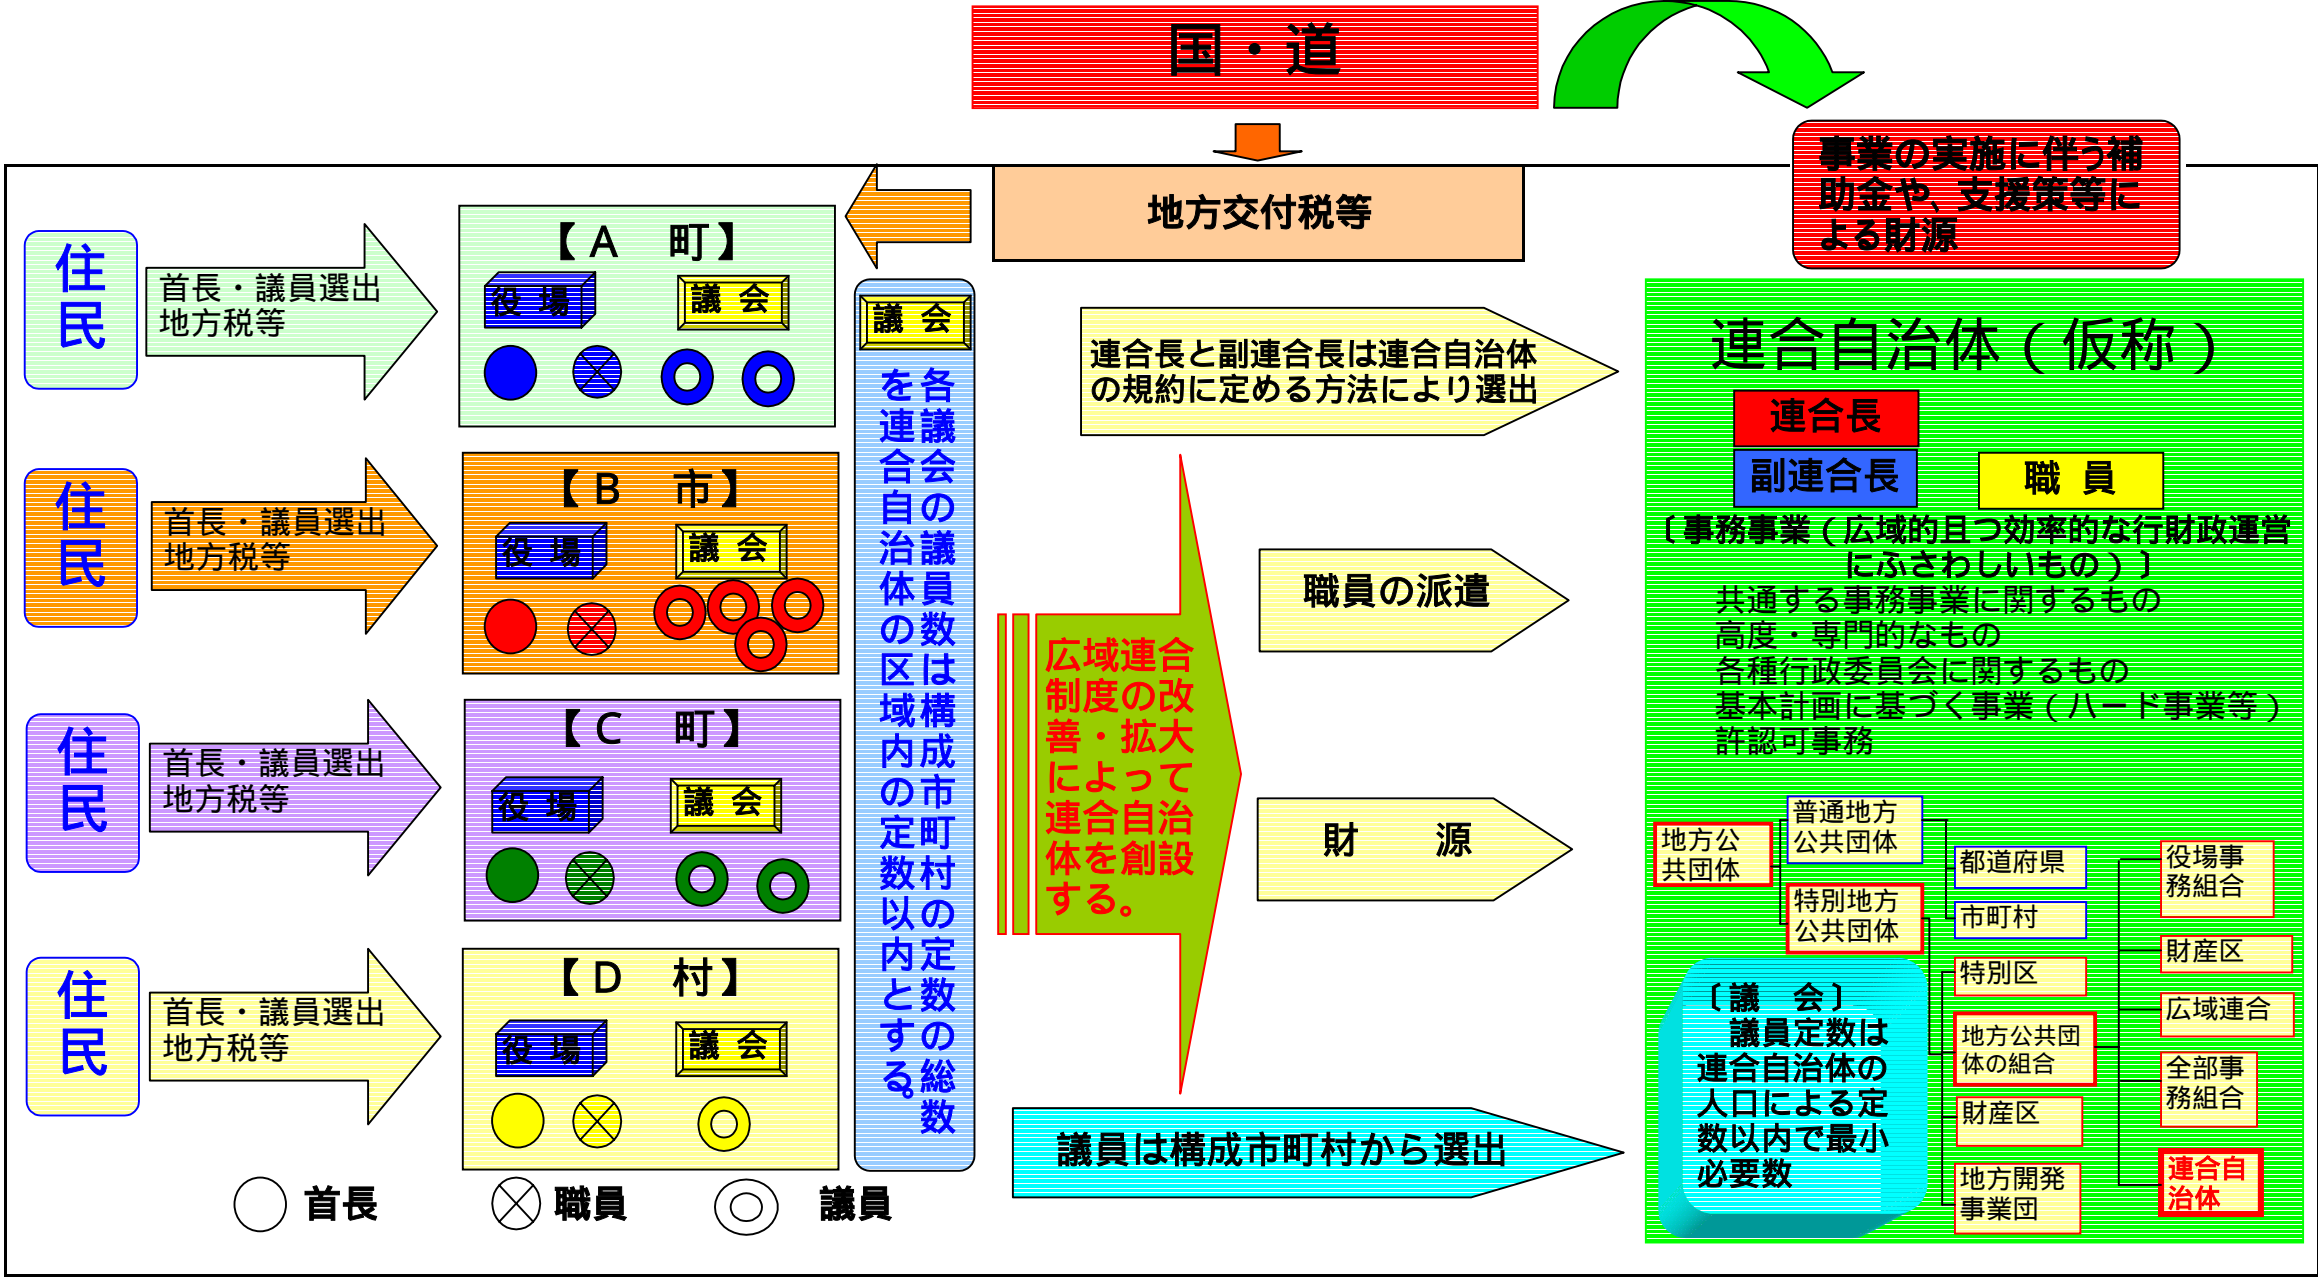 国・道
事業の実施に伴う補
助金や、支援策等に
よる財源
地方交付税等
住
民
首長・議員選出
地方税等
【A 町】
役 場
議 会
住
民
首長・議員選出
地方税等
【B 市】
役 場
議 会
住
民
首長・議員選出
地方税等
【C 町】
役 場
議 会
住
民
首長・議員選出
地方税等
【D 村】
役 場
議 会
首長
職員
議員
議 会
各議会の議員数は構成市町村の定数の総数
を連合自治体の区域内の定数以内とする。
連合長と副連合長は連合自治体
の規約に定める方法により選出
広域連合
制度の改
善・拡大
によって
連合自治
体を創設
する。
職員の派遣
財 源
議員は構成市町村から選出
連合自治体(仮称)
連合長
副連合長
職 員
〔事務事業(広域的且つ効率的な行財政運営
にふさわしいもの)〕
共通する事務事業に関するもの
高度・専門的なもの
各種行政委員会に関するもの
基本計画に基づく事業(ハード事業等)
許認可事務
地方公
共団体
普通地方
公共団体
特別地方
公共団体
都道府県
市町村
特別区
地方公共団
体の組合
財産区
地方開発
事業団
役場事
務組合
財産区
広域連合
全部事
務組合
連合自
治体
〔議 会〕
議員定数は
連合自治体の
人口による定
数以内で最小
必要数